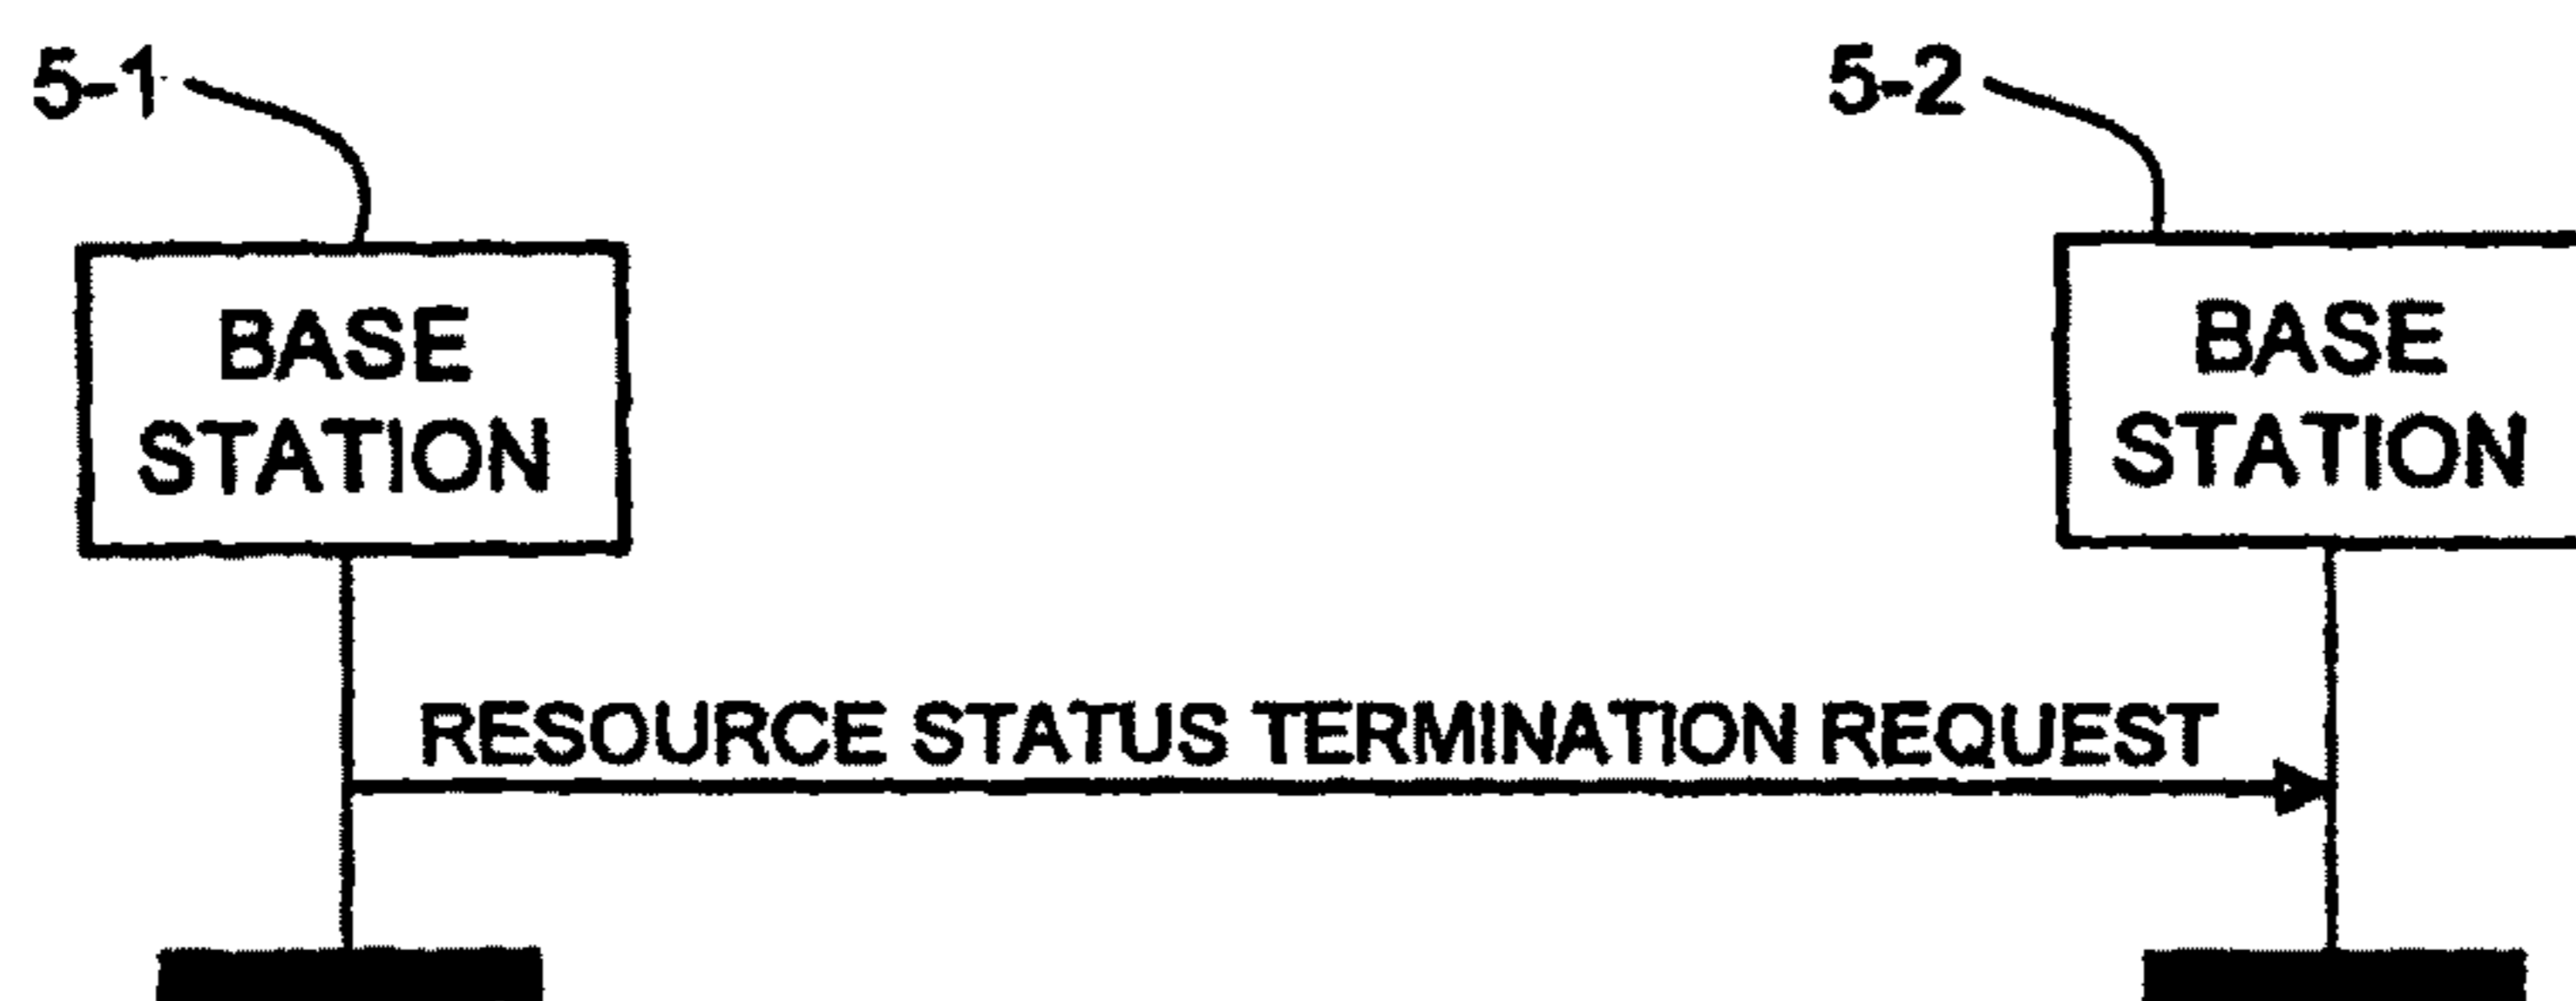 5-1
5-2
BASE
STATION
BASE
STATION
RESOURCE STATUS TERMINATION REQUEST